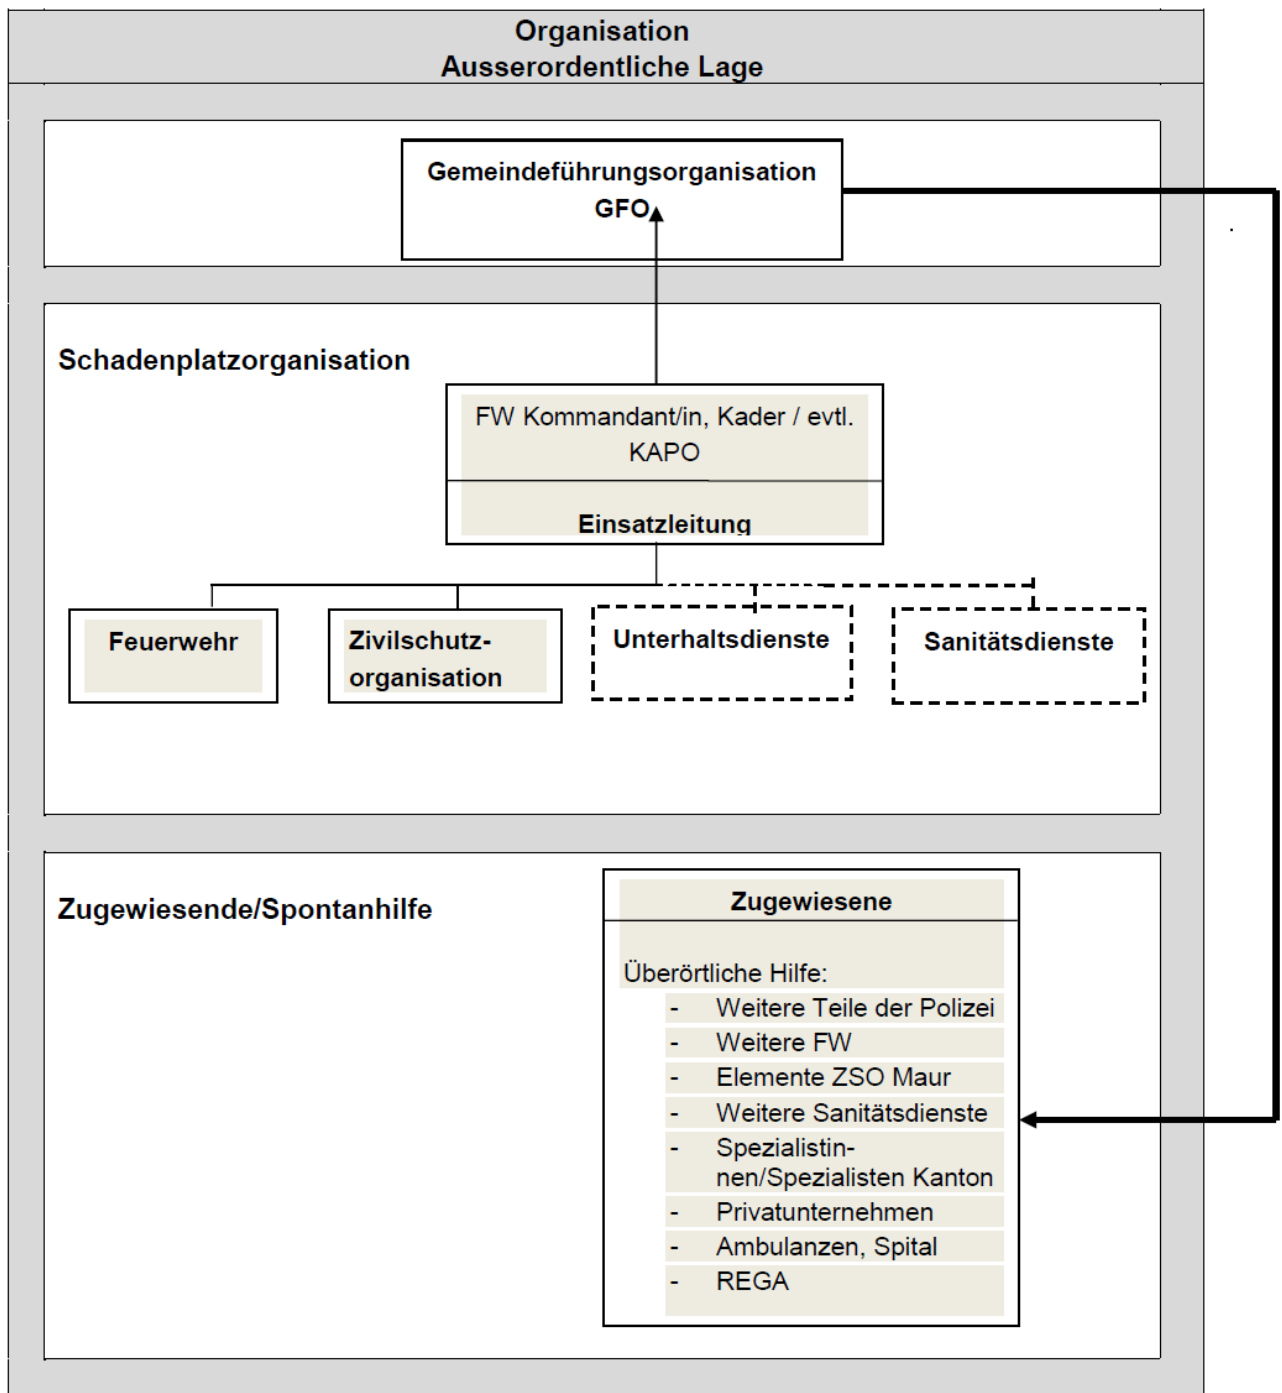 Organisation
Ausserordentliche Lage
Gemeindeführungsorganisation
GFO
Schadenplatzorganisation
FW Kommandant/in, Kader / evtl.
KAPO
Einsatzleitung
Feuerwehr
Zivilschutz-
organisation
Unterhaltsdienste
Sanitätsdienste
Zugewiesende/Spontanhilfe
Zugewiesene
Überörtliche Hilfe:
- Weitere Teile der Polizei
- Weitere FW
- Elemente ZSO Maur
- Weitere Sanitätsdienste
- Spezialistin-
nen/Spezialisten Kanton
- Privatunternehmen
- Ambulanzen, Spital
- REGA